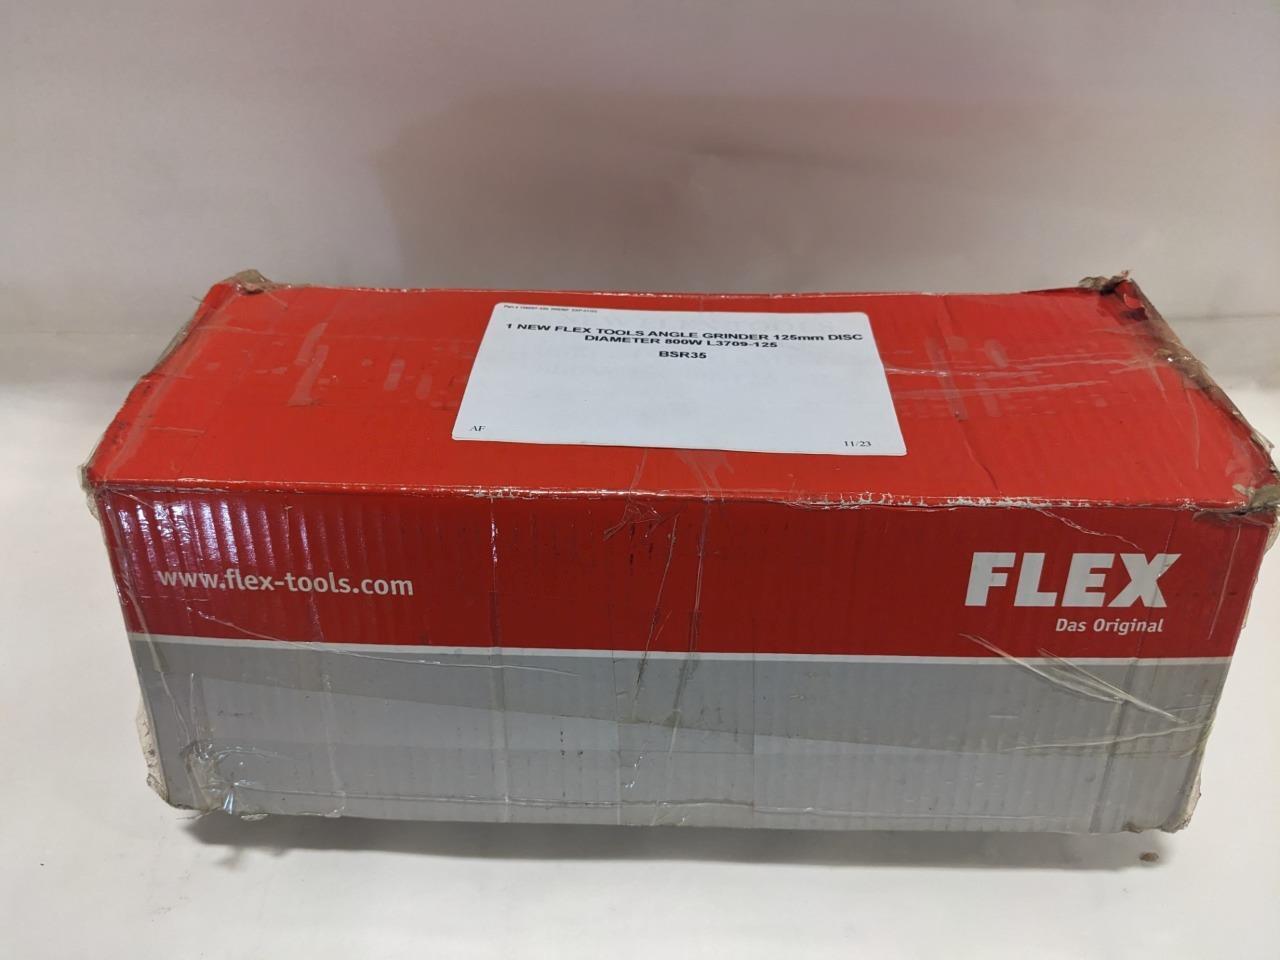 Part #
1 NEW FLEX TOOLS ANGLE GRINDER 125mm DISC
DIAMETER 800W L3709-125
BSR35
AF
11/23
www.flex-tools.com
FLEX
Das Original